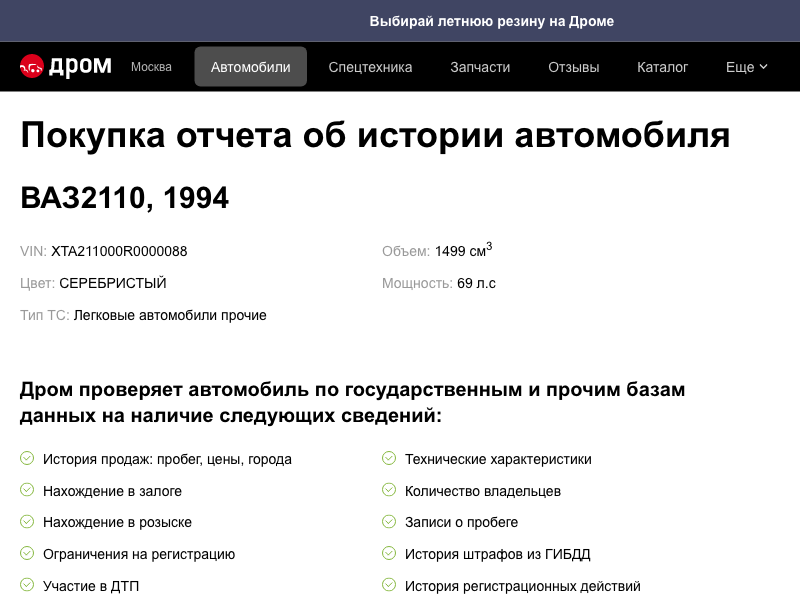 Выбирай летнюю резину на Дроме
дром Москва Автомобили Спецтехника Запчасти Отзывы Каталог Еще
Покупка отчета об истории автомобиля
ВАЗ2110, 1994
VIN: XTA211000R0000088
Объем: 1499 см3
Цвет: СЕРЕБРИСТЫЙ
Мощность: 69 л.с
Тип ТС: Легковые автомобили прочие
Дром проверяет автомобиль по государственным и прочим базам
данных на наличие следующих сведений:
История продаж: пробег, цены, города
Технические характеристики
Нахождение в залоге
Количество владельцев
Нахождение в розыске
Записи о пробеге
Ограничения на регистрацию
История штрафов из ГИБДД
Участие в ДТП
История регистрационных действий